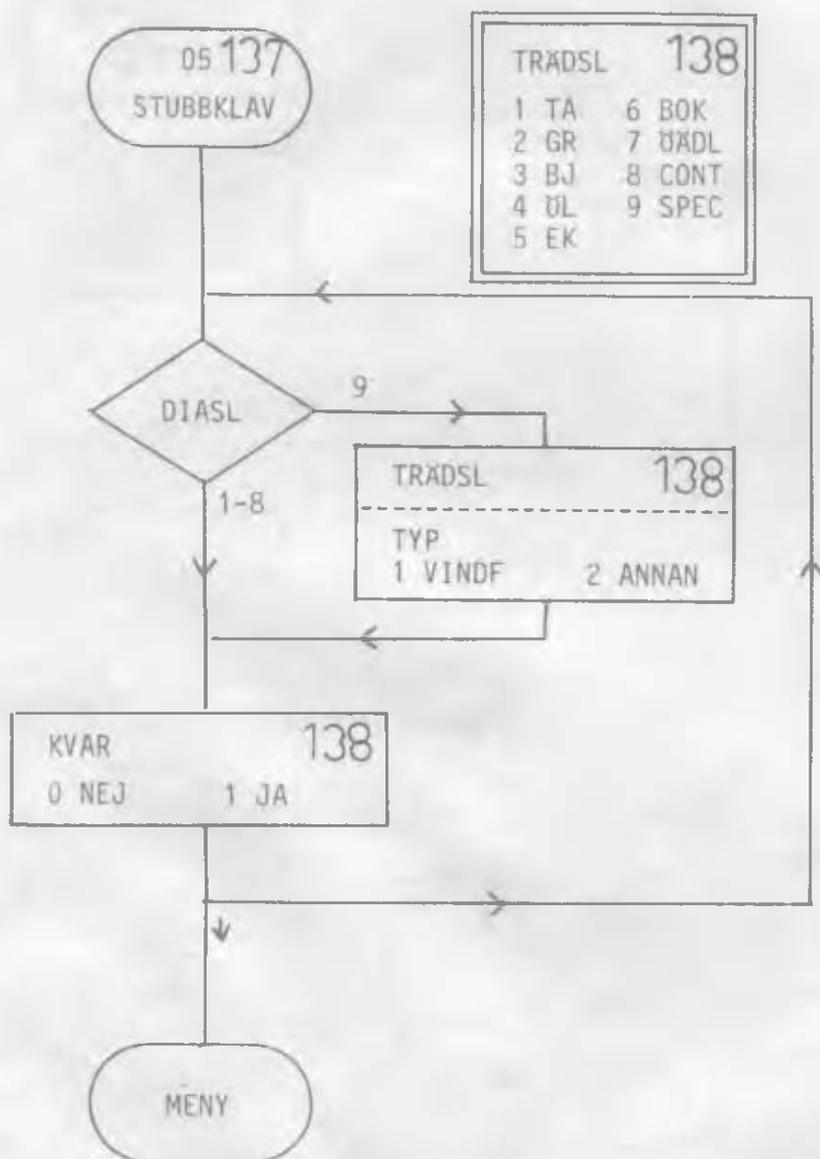 05 137
STUBBKLAV
TRÄDSL 138
1 TA 6 BOK
2 GR 7 ÖÄDL
3 BJ 8 CONT
4 ÖL 9 SPEC
5 EK
DIASL
9
1-8
TRÄDSL 138
TYP
1 VINDF 2 ANNAN
KVAR 138
0 NEJ 1 JA
MENY